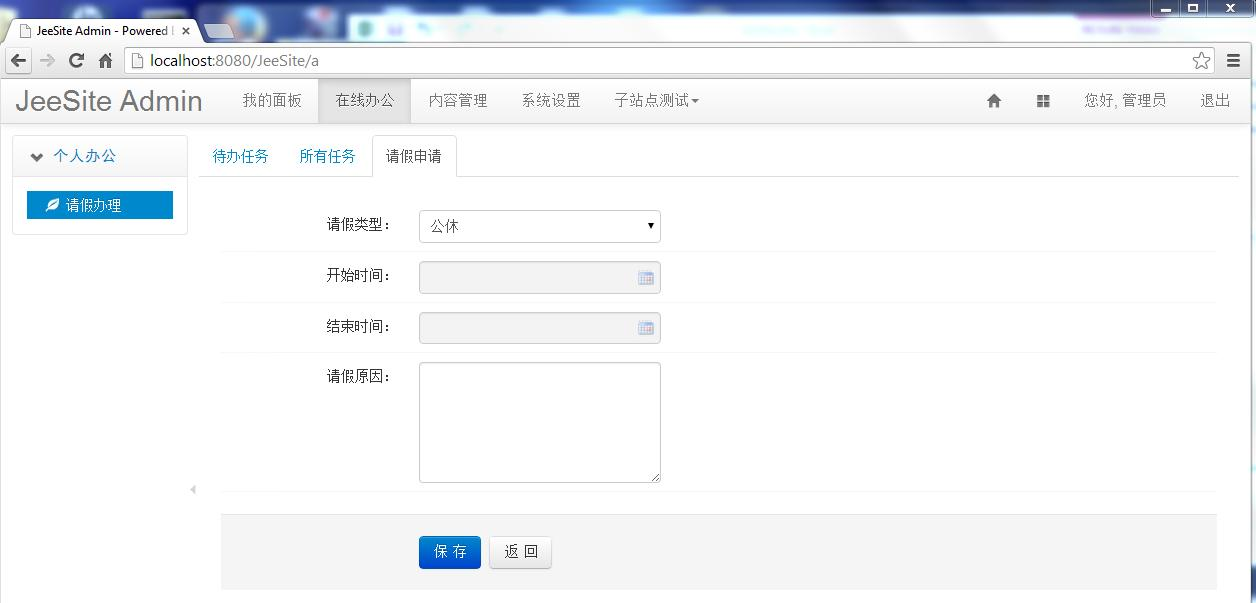 JeeSite Admin - Powered
localhost:8080/JeeSite/a
JeeSite Admin 我的面板 在线办公 内容管理 系统设置 子站点测试 您好, 管理员 退出
个人办公
请假办理
待办任务 所有任务 请假申请
请假类型： 公休
开始时间：
结束时间：
请假原因：
保 存 返 回